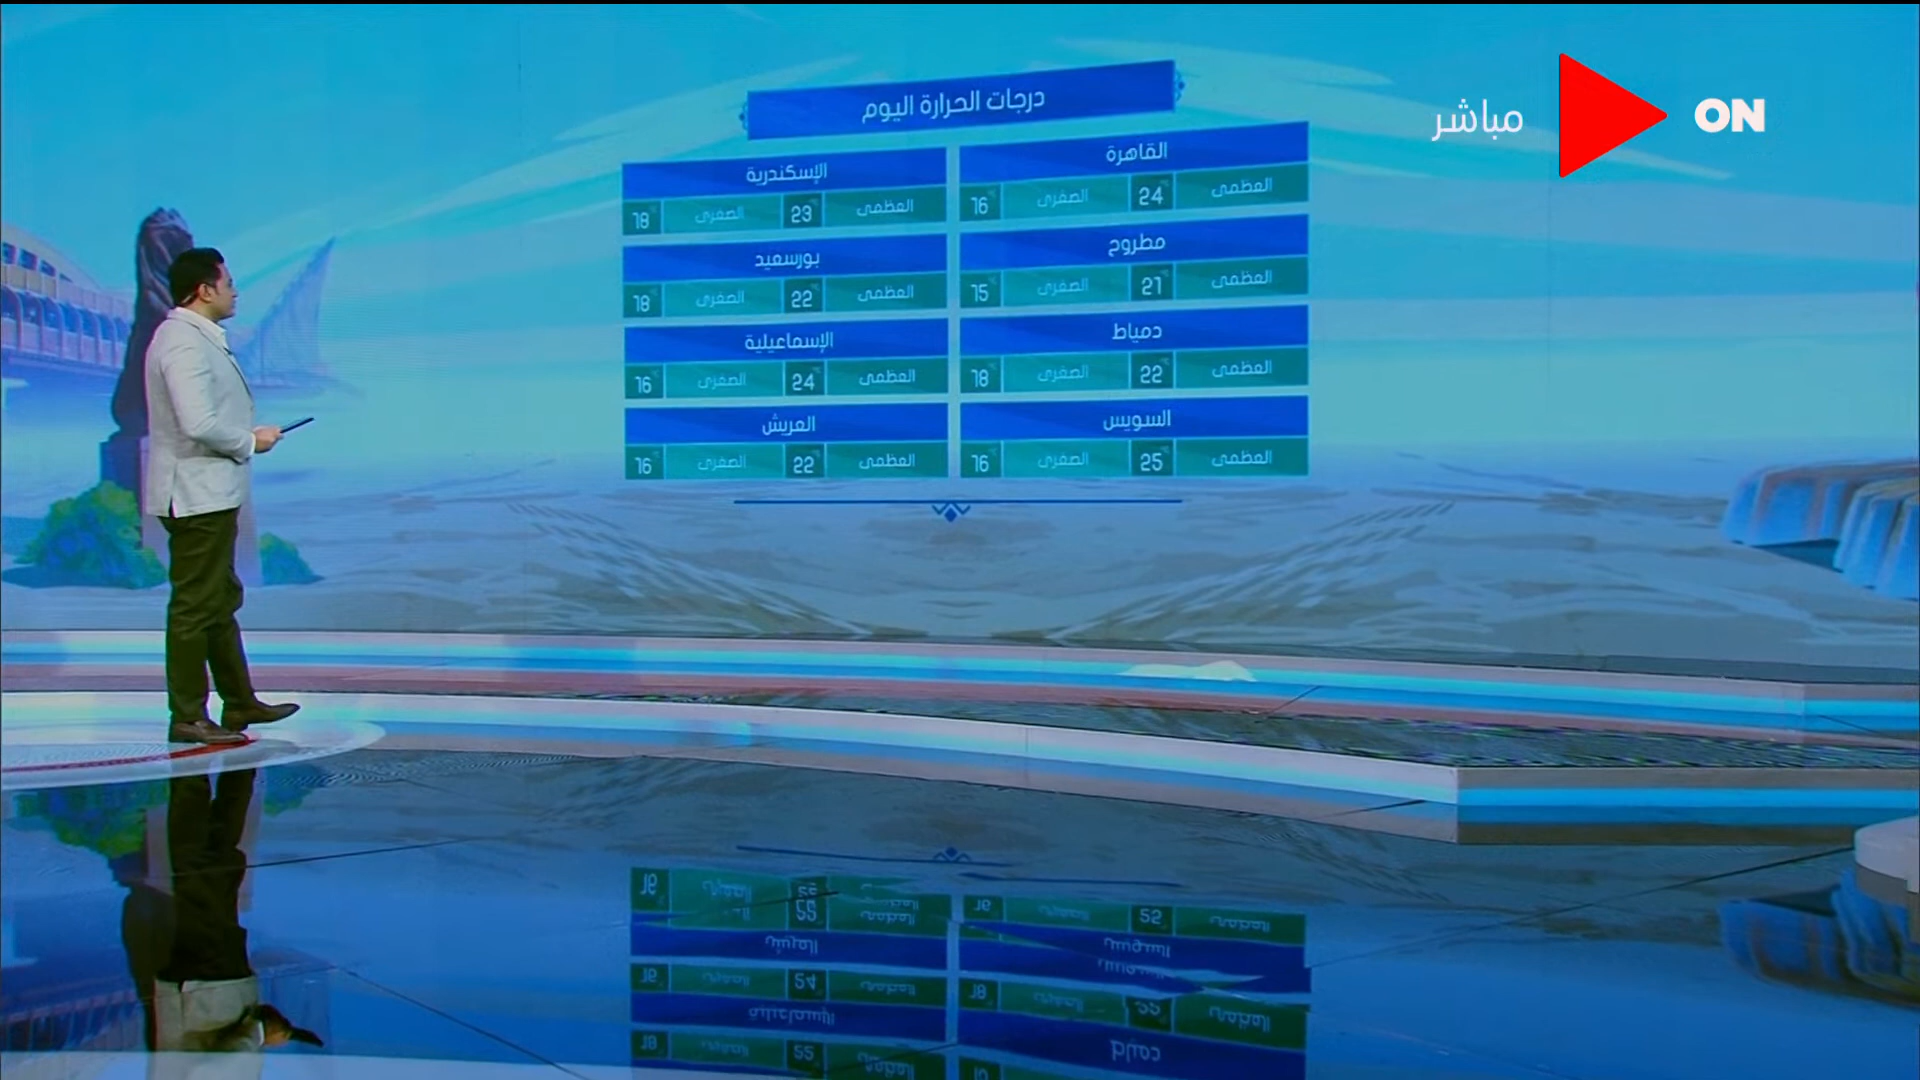 مباشر ON
درجات الحرارة اليوم
القاهرة
العظمى 24 °C الصغرى 16 °C
الإسكندرية
العظمى 23 °C الصغرى 18 °C
مطروح
العظمى 21 °C الصغرى 15 °C
بورسعيد
العظمى 22 °C الصغرى 18 °C
دمياط
العظمى 22 °C الصغرى 18 °C
الإسماعيلية
العظمى 24 °C الصغرى 16 °C
السويس
العظمى 25 °C الصغرى 16 °C
العريش
العظمى 22 °C الصغرى 16 °C